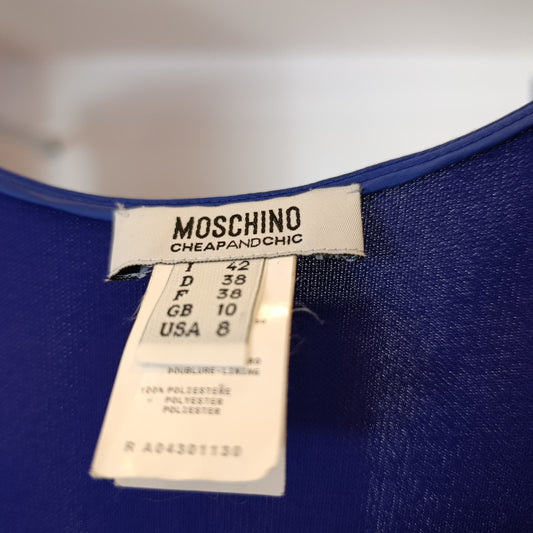 MOSCHINO
CHEAPANDCHIC
I 42
D 38
F 38
GB 10
USA 8
DOUBLURE-LINING
100% POLIESTERE
POLYESTER
POLYESTER
R A04301130